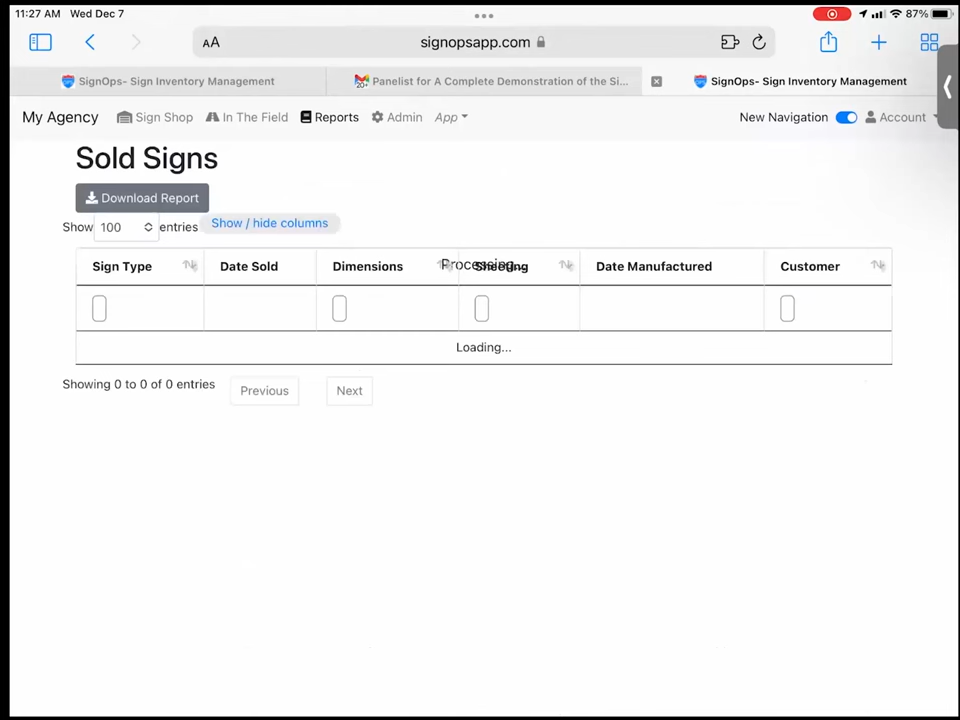 11:27 AM Wed Dec 7
87%
AA
signopsapp.com
SignOps- Sign Inventory Management
20+ Panelist for A Complete Demonstration of the Si...
SignOps- Sign Inventory Management
My Agency Sign Shop In The Field Reports Admin App New Navigation Account
Sold Signs
Download Report
Show 100 entries Show / hide columns
Processing...
Sign Type Date Sold Dimensions Sheeting Date Manufactured Customer
Loading...
Showing 0 to 0 of 0 entries Previous Next